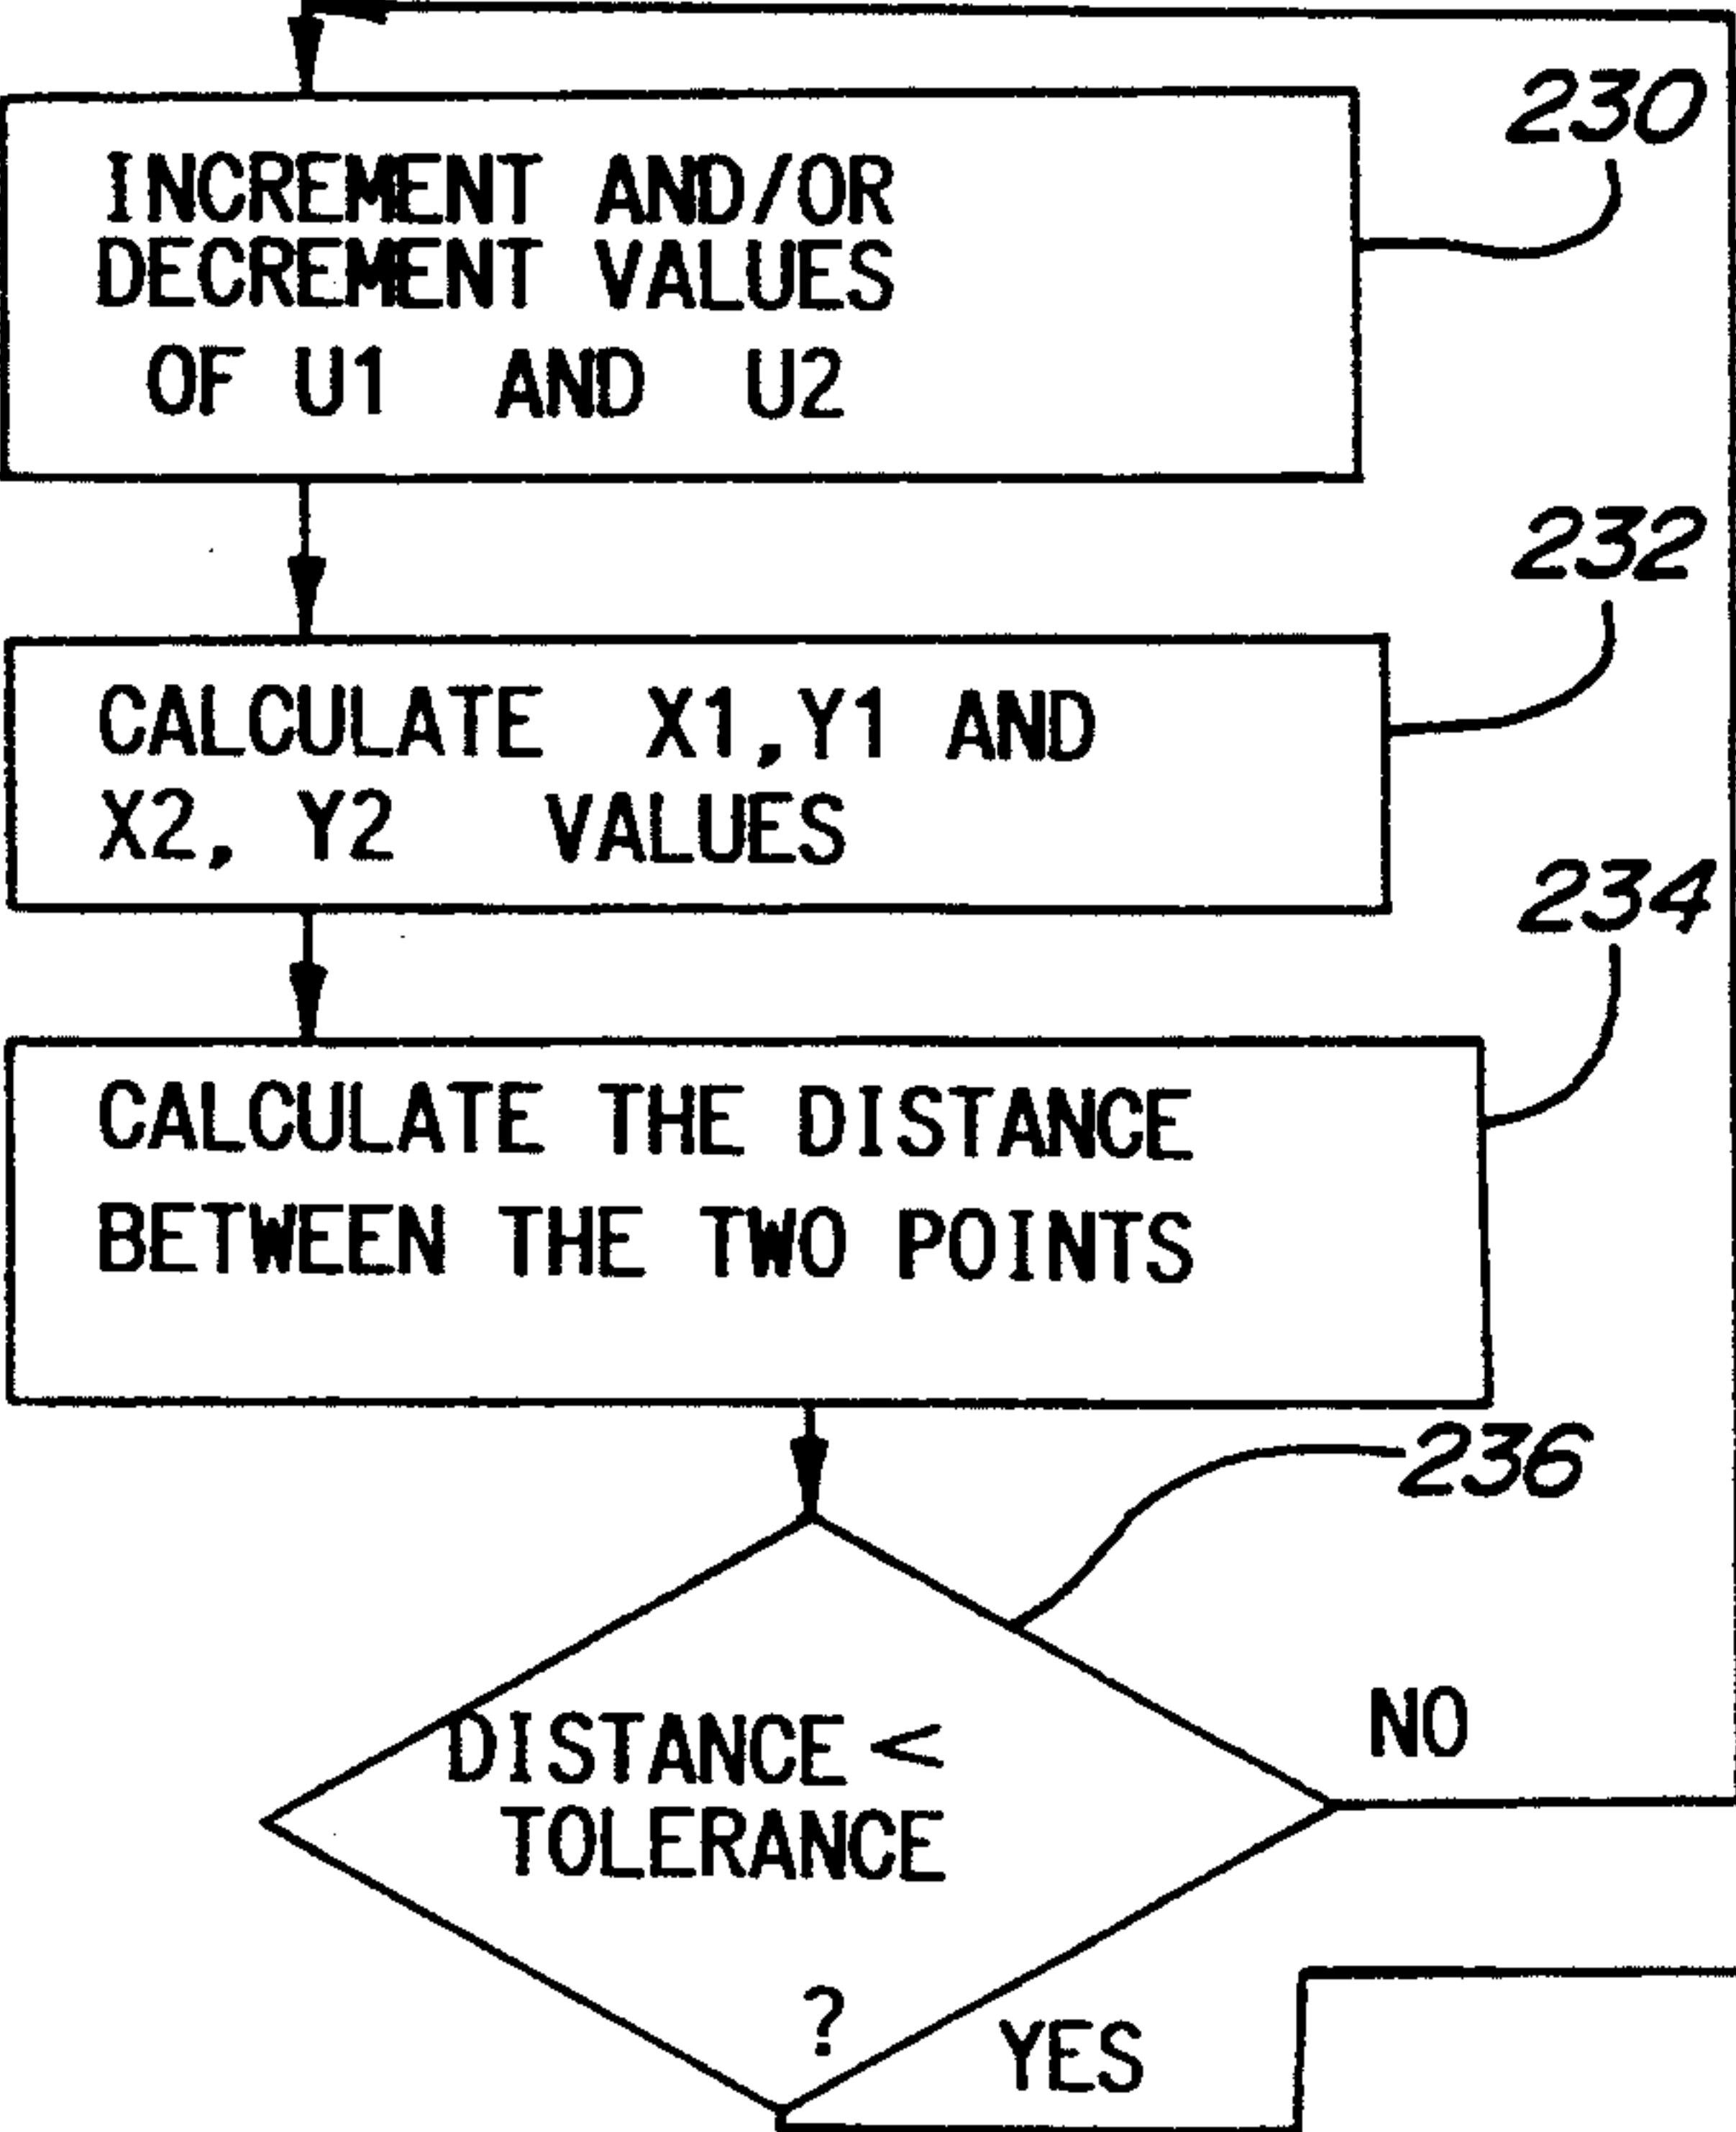 230
INCREMENT AND/OR
DECREMENT VALUES
OF U1 AND U2
232
CALCULATE X1,Y1 AND
X2, Y2 VALUES
234
CALCULATE THE DISTANCE
BETWEEN THE TWO POINTS
236
DISTANCE <
TOLERANCE
?
NO
YES